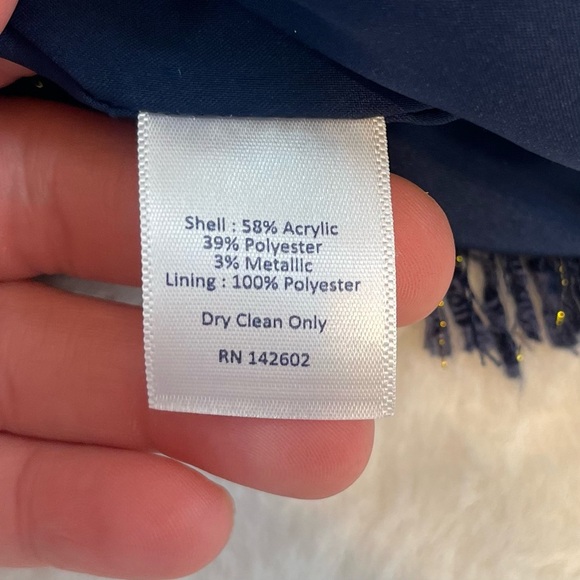 Shell : 58% Acrylic
39% Polyester
3% Metallic
Lining : 100% Polyester
Dry Clean Only
RN 142602